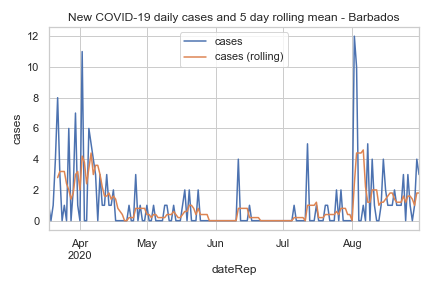 New COVID-19 daily cases and 5 day rolling mean - Barbados
cases
cases (rolling)
12
10
8
6
4
2
0
cases
Apr
2020
May
Jun
Jul
Aug
dateRep